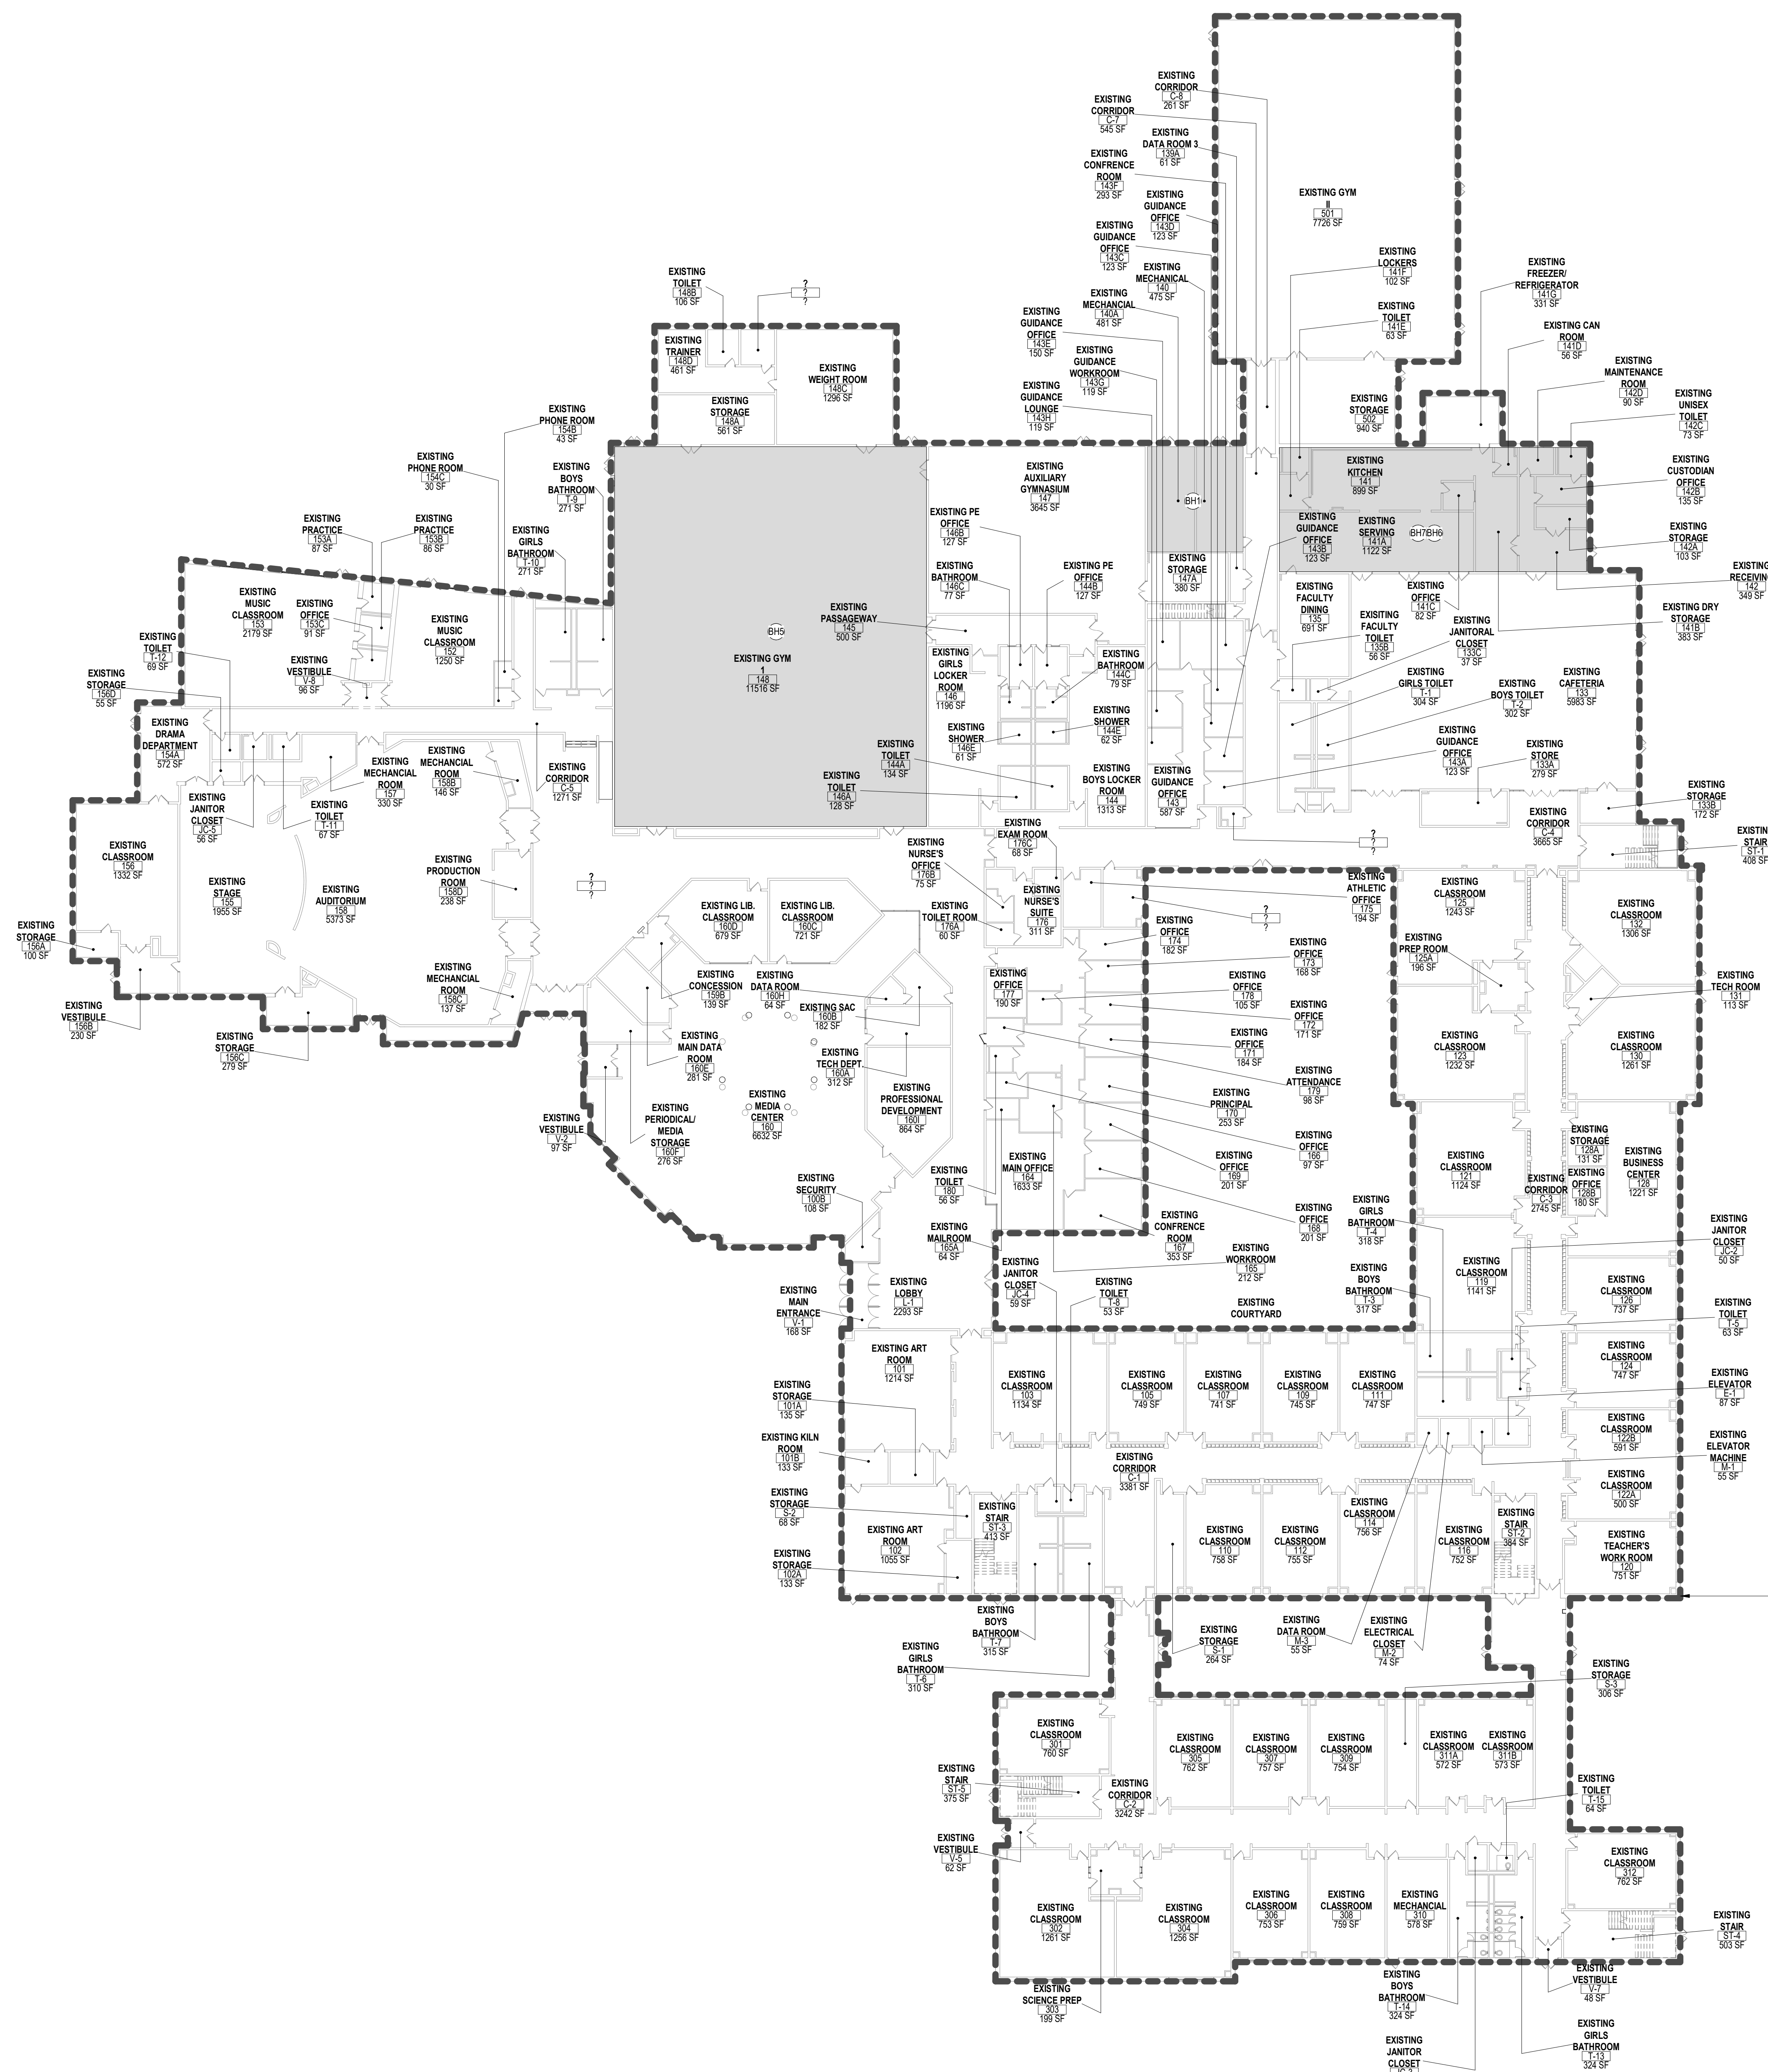 EXISTING
CORRIDOR
C-8
261 SF
EXISTING
CORRIDOR
C-7
545 SF
EXISTING
DATA ROOM 3
139A
61 SF
EXISTING
CONFRENCE
ROOM
143F
293 SF
EXISTING
GUIDANCE
OFFICE
143D
123 SF
EXISTING
GUIDANCE
OFFICE
143C
123 SF
EXISTING
MECHANICAL
140
475 SF
EXISTING
MECHANCIAL
140A
481 SF
EXISTING
GUIDANCE
OFFICE
143E
150 SF
EXISTING
GUIDANCE
WORKROOM
143G
119 SF
EXISTING
GUIDANCE
LOUNGE
143H
119 SF
EXISTING GYM
II
501
7726 SF
EXISTING
LOCKERS
141F
102 SF
EXISTING
TOILET
141E
63 SF
EXISTING
FREEZER/
REFRIGERATOR
141G
331 SF
EXISTING CAN
ROOM
141D
56 SF
EXISTING
MAINTENANCE
ROOM
142D
90 SF
EXISTING
UNISEX
TOILET
142C
73 SF
EXISTING
CUSTODIAN
OFFICE
142B
135 SF
EXISTING
STORAGE
142A
103 SF
EXISTING
RECEIVING
142
349 SF
EXISTING DRY
STORAGE
141B
383 SF
EXISTING
STORAGE
502
940 SF
EXISTING
KITCHEN
141
899 SF
EXISTING
SERVING
141A
1122 SF
BH7
BH6
BH1
EXISTING
GUIDANCE
OFFICE
143B
123 SF
EXISTING
FACULTY
DINING
135
691 SF
EXISTING
OFFICE
141C
82 SF
EXISITING
FACULTY
TOILET
135B
56 SF
EXISTING
JANITORAL
CLOSET
133C
37 SF
EXISTING
GIRLS TOILET
T-1
304 SF
EXISTING
BOYS TOILET
T-2
302 SF
EXISTING
CAFETERIA
133
5983 SF
EXISTING
GUIDANCE
OFFICE
143A
123 SF
EXISTING
STORE
133A
279 SF
EXISTING
STORAGE
133B
172 SF
EXISTING
CORRIDOR
C-4
3665 SF
EXISTING
STAIR
ST-1
408 SF
EXISTING
TOILET
148B
106 SF
?
?
?
EXISTING
TRAINER
148D
461 SF
EXISTING
WEIGHT ROOM
148C
1296 SF
EXISTING
STORAGE
148A
561 SF
EXISTING
PHONE ROOM
154B
43 SF
EXISTING
PHONE ROOM
154C
30 SF
EXISTING
BOYS
BATHROOM
T-9
271 SF
EXISTING
GIRLS
BATHROOM
T-10
271 SF
EXISTING
PRACTICE
153A
87 SF
EXISTING
PRACTICE
153B
86 SF
EXISTING
MUSIC
CLASSROOM
153
2179 SF
EXISTING
OFFICE
153C
91 SF
EXISTING
MUSIC
CLASSROOM
152
1250 SF
EXISTING
VESTIBULE
V-8
96 SF
EXISTING
TOILET
T-12
69 SF
EXISTING
STORAGE
156D
55 SF
EXISTING
DRAMA
DEPARTMENT
154A
572 SF
EXISTING
MECHANCIAL
ROOM
157
330 SF
EXISTING
MECHANCIAL
ROOM
158B
146 SF
EXISTING
CORRIDOR
C-5
1271 SF
EXISTING
JANITOR
CLOSET
JC-5
56 SF
EXISTING
TOILET
T-11
67 SF
EXISTING
CLASSROOM
156
1332 SF
EXISTING
STAGE
155
1955 SF
EXISTING
AUDITORIUM
158
5373 SF
EXISTING
PRODUCTION
ROOM
158D
238 SF
EXISTING
MECHANCIAL
ROOM
158C
137 SF
EXISTING
STORAGE
156A
100 SF
EXISTING
VESTIBULE
156B
230 SF
EXISTING
STORAGE
156C
279 SF
BH5
EXISTING GYM
1
148
11516 SF
EXISTING
AUXILIARY
GYMNASIUM
147
3645 SF
EXISTING PE
OFFICE
146B
127 SF
EXISTING
BATHROOM
146C
77 SF
EXISTING PE
OFFICE
144B
127 SF
EXISTING
STORAGE
147A
380 SF
EXISTING
PASSAGEWAY
145
500 SF
EXISTING
GIRLS
LOCKER
ROOM
146
1196 SF
EXISTING
BATHROOM
144C
79 SF
EXISTING
SHOWER
144E
62 SF
EXISTING
SHOWER
146E
61 SF
EXISTING
TOILET
144A
134 SF
EXISTING
TOILET
146A
128 SF
EXISTING
BOYS LOCKER
ROOM
144
1313 SF
EXISTING
GUIDANCE
OFFICE
143
587 SF
?
?
?
EXISTING
EXAM ROOM
176C
68 SF
EXISTING
NURSE'S
OFFICE
176B
75 SF
EXISTING
NURSE'S
SUITE
176
311 SF
EXISTING
TOILET ROOM
176A
60 SF
EXISTING
ATHLETIC
OFFICE
175
194 SF
?
?
?
EXISTING
OFFICE
174
182 SF
EXISTING
OFFICE
173
168 SF
EXISTING
OFFICE
177
190 SF
EXISTING
OFFICE
178
105 SF
EXISTING
OFFICE
172
171 SF
EXISTING
OFFICE
171
184 SF
EXISTING
ATTENDANCE
179
98 SF
EXISTING
PRINCIPAL
170
253 SF
EXISTING
OFFICE
166
97 SF
EXISTING
OFFICE
169
201 SF
EXISTING
OFFICE
168
201 SF
EXISTING
CONFRENCE
ROOM
167
353 SF
EXISTING
WORKROOM
165
212 SF
EXISTING
MAIN OFFICE
164
1633 SF
EXISTING
TOILET
180
56 SF
EXISTING
MAILROOM
165A
64 SF
?
?
?
EXISTING LIB.
CLASSROOM
160D
679 SF
EXISTING LIB.
CLASSROOM
160C
721 SF
EXISTING
CONCESSION
159B
139 SF
EXISTING
DATA ROOM
160H
64 SF
EXISTING SAC
160B
182 SF
EXISTING
MAIN DATA
ROOM
160E
281 SF
EXISTING
TECH DEPT.
160A
312 SF
EXISTING
MEDIA
CENTER
160
6632 SF
EXISTING
PROFESSIONAL
DEVELOPMENT
160I
864 SF
EXISTING
VESTIBULE
V-2
97 SF
EXISTING
PERIODICAL/
MEDIA
STORAGE
160F
276 SF
EXISTING
SECURITY
100B
108 SF
EXISTING
MAIN
ENTRANCE
V-1
168 SF
EXISTING
LOBBY
L-1
2293 SF
EXISTING
JANITOR
CLOSET
JC-4
59 SF
EXISTING
TOILET
T-8
53 SF
EXISTING
COURTYARD
EXISTING
CLASSROOM
125
1243 SF
EXISTING
CLASSROOM
132
1306 SF
EXISTING
PREP ROOM
125A
196 SF
EXISTING
TECH ROOM
131
113 SF
EXISTING
CLASSROOM
123
1232 SF
EXISTING
CLASSROOM
130
1261 SF
EXISTING
STORAGE
128A
131 SF
EXISTING
OFFICE
128B
180 SF
EXISTING
BUSINESS
CENTER
128
1221 SF
EXISTING
CLASSROOM
121
1124 SF
EXISTING
CORRIDOR
C-3
2745 SF
EXISTING
GIRLS
BATHROOM
T-4
318 SF
EXISTING
CLASSROOM
119
1141 SF
EXISTING
BOYS
BATHROOM
T-3
317 SF
EXISTING
JANITOR
CLOSET
JC-2
50 SF
EXISTING
CLASSROOM
126
737 SF
EXISTING
TOILET
T-5
63 SF
EXISTING
CLASSROOM
124
747 SF
EXISTING
ELEVATOR
E-1
87 SF
EXISTING
CLASSROOM
122B
591 SF
EXISTING
ELEVATOR
MACHINE
M-1
55 SF
EXISTING
CLASSROOM
122A
500 SF
EXISTING
TEACHER'S
WORK ROOM
120
751 SF
EXISTING ART
ROOM
101
1214 SF
EXISTING
STORAGE
101A
135 SF
EXISTING KILN
ROOM
101B
133 SF
EXISTING
STORAGE
S-2
68 SF
EXISTING ART
ROOM
102
1055 SF
EXISTING
STORAGE
102A
133 SF
EXISTING
CLASSROOM
103
1134 SF
EXISTING
CLASSROOM
105
749 SF
EXISTING
CLASSROOM
107
741 SF
EXISTING
CLASSROOM
109
745 SF
EXISTING
CLASSROOM
111
747 SF
EXISTING
CORRIDOR
C-1
3381 SF
EXISTING
STAIR
ST-3
413 SF
EXISTING
CLASSROOM
110
758 SF
EXISTING
CLASSROOM
112
755 SF
EXISTING
CLASSROOM
114
756 SF
EXISTING
CLASSROOM
116
752 SF
EXISTING
STAIR
ST-2
384 SF
EXISTING
BOYS
BATHROOM
T-7
315 SF
EXISTING
GIRLS
BATHROOM
T-6
310 SF
EXISTING
STORAGE
S-1
264 SF
EXISTING
DATA ROOM
M-3
55 SF
EXISTING
ELECTRICAL
CLOSET
M-2
74 SF
EXISTING
STORAGE
S-3
306 SF
EXISTING
CLASSROOM
301
760 SF
EXISTING
CLASSROOM
305
762 SF
EXISTING
CLASSROOM
307
757 SF
EXISTING
CLASSROOM
309
754 SF
EXISTING
CLASSROOM
311A
572 SF
EXISTING
CLASSROOM
311B
573 SF
EXISTING
STAIR
ST-5
375 SF
EXISTING
CORRIDOR
C-2
3242 SF
EXISTING
TOILET
T-15
64 SF
EXISTING
VESTIBULE
V-5
62 SF
EXISTING
CLASSROOM
302
1261 SF
EXISTING
CLASSROOM
304
1256 SF
EXISTING
CLASSROOM
306
753 SF
EXISTING
CLASSROOM
308
759 SF
EXISTING
MECHANCIAL
310
578 SF
EXISTING
CLASSROOM
312
762 SF
EXISTING
STAIR
ST-4
503 SF
EXISTING
SCIENCE PREP
303
199 SF
EXISTING
BOYS
BATHROOM
T-14
324 SF
EXISTING
VESTIBULE
V-7
48 SF
EXISTING
GIRLS
BATHROOM
T-13
324 SF
EXISTING
JANITOR
CLOSET